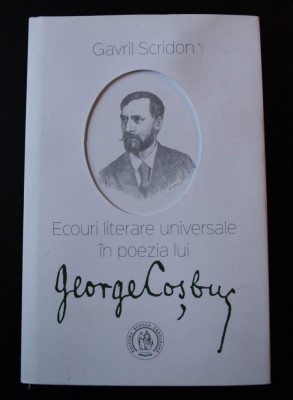 Gavril Scridon
Ecouri literare universale
în poezia lui
George Coşbuc